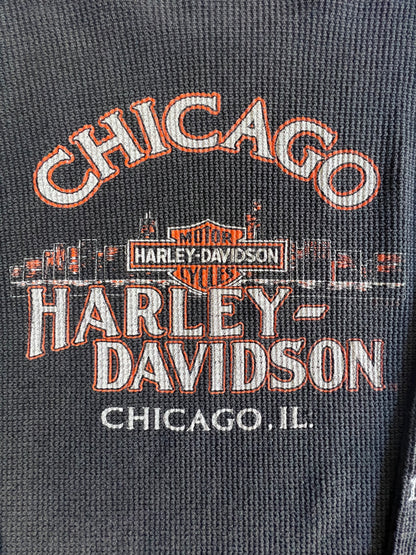 CHICAGO
MOTOR
HARLEY-DAVIDSON
CYCLES
HARLEY-
DAVIDSON
CHICAGO, IL.